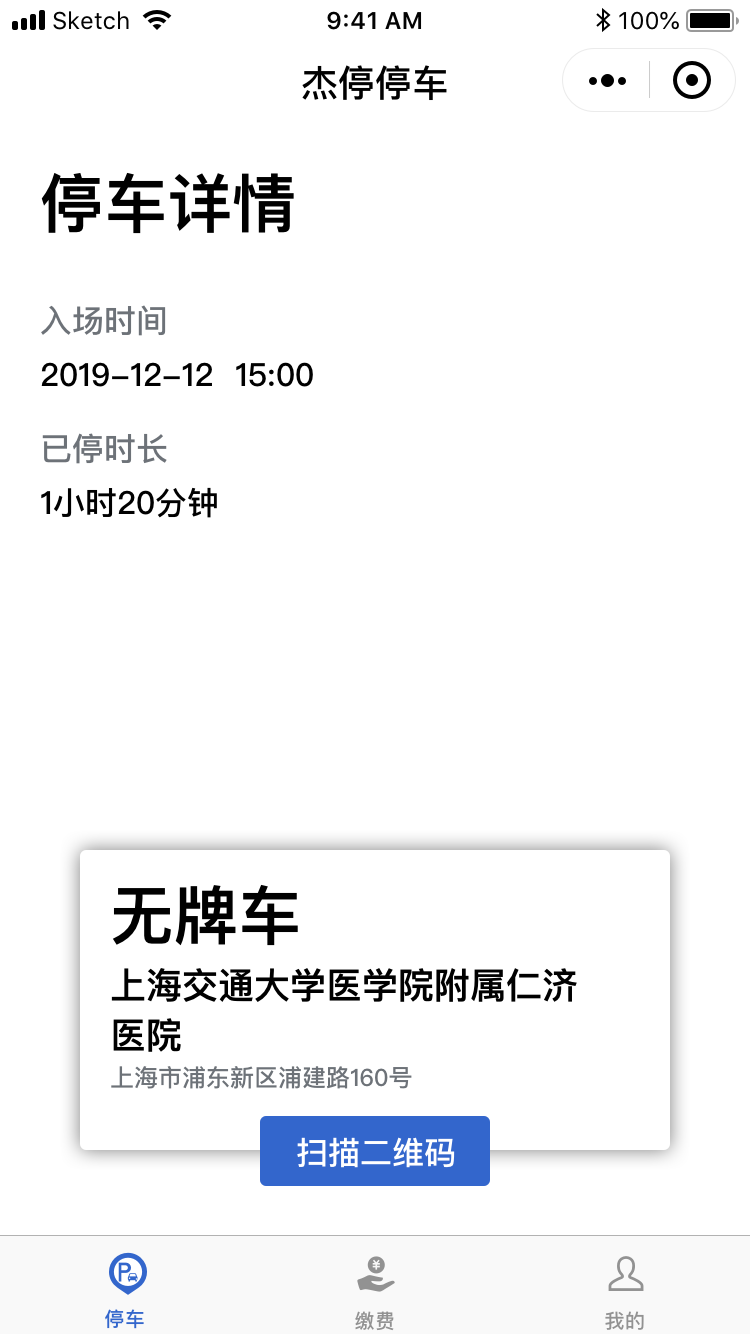 Sketch 9:41 AM 100%
杰停停车
停车详情
入场时间
2019-12-12 15:00
已停时长
1小时20分钟
无牌车
上海交通大学医学院附属仁济
医院
上海市浦东新区浦建路160号
扫描二维码
P ¥
停车 缴费 我的